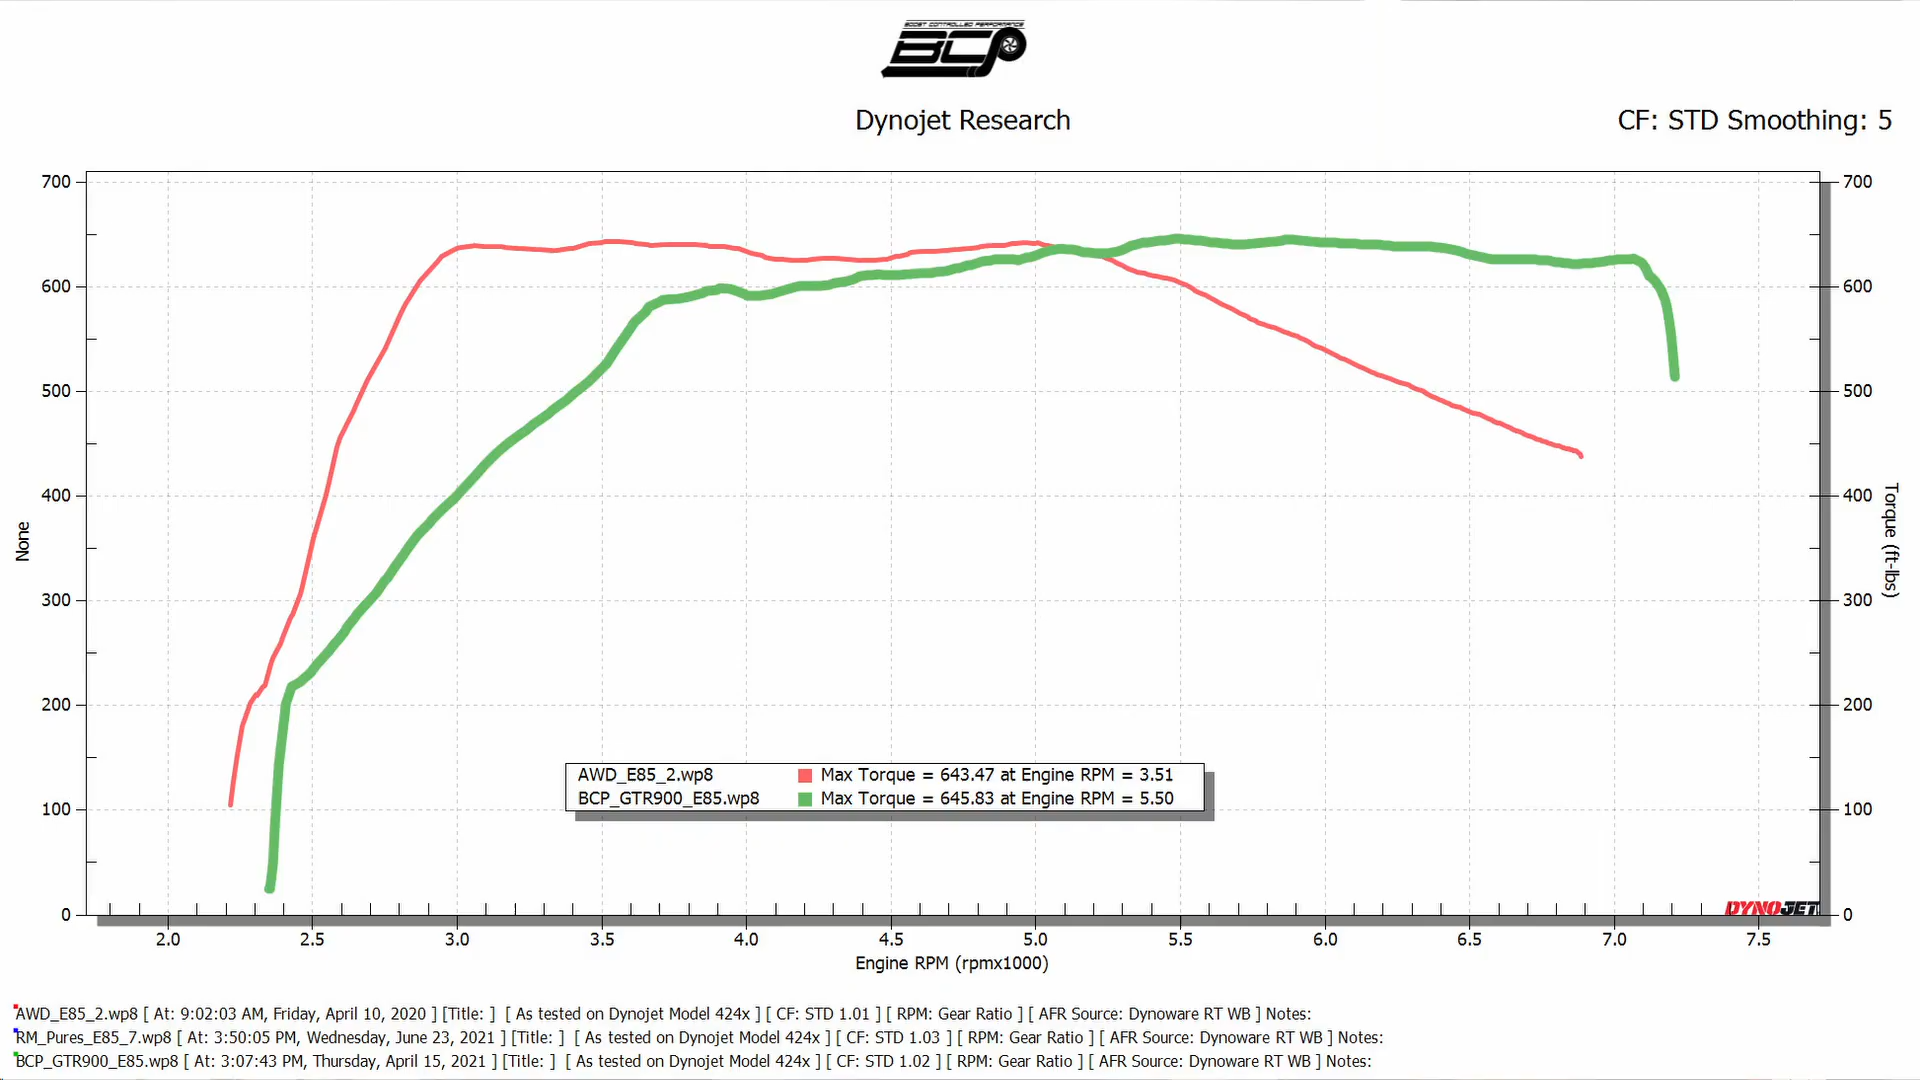 BOOST CONTROLLED PERFORMANCE
BCP
Dynojet Research
CF: STD Smoothing: 5
700 700
600 600
500 500
400 400
300 300
200 200
100 100
0 0
None
Torque (ft-lbs)
AWD_E85_2.wp8 Max Torque = 643.47 at Engine RPM = 3.51
BCP_GTR900_E85.wp8 Max Torque = 645.83 at Engine RPM = 5.50
DYNOJET
2.0 2.5 3.0 3.5 4.0 4.5 5.0 5.5 6.0 6.5 7.0 7.5
Engine RPM (rpmx1000)
AWD_E85_2.wp8 [ At: 9:02:03 AM, Friday, April 10, 2020 ] [Title: ] [ As tested on Dynojet Model 424x ] [ CF: STD 1.01 ] [ RPM: Gear Ratio ] [ AFR Source: Dynoware RT WB ] Notes:
RM_Pures_E85_7.wp8 [ At: 3:50:05 PM, Wednesday, June 23, 2021 ] [Title: ] [ As tested on Dynojet Model 424x ] [ CF: STD 1.03 ] [ RPM: Gear Ratio ] [ AFR Source: Dynoware RT WB ] Notes:
BCP_GTR900_E85.wp8 [ At: 3:07:43 PM, Thursday, April 15, 2021 ] [Title: ] [ As tested on Dynojet Model 424x ] [ CF: STD 1.02 ] [ RPM: Gear Ratio ] [ AFR Source: Dynoware RT WB ] Notes: